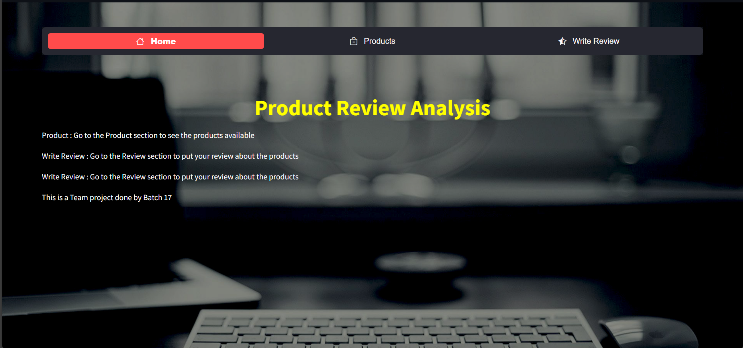 Home
Products
Write Review
Product Review Analysis
Product : Go to the Product section to see the products available
Write Review : Go to the Review section to put your review about the products
Write Review : Go to the Review section to put your review about the products
This is a Team project done by Batch 17